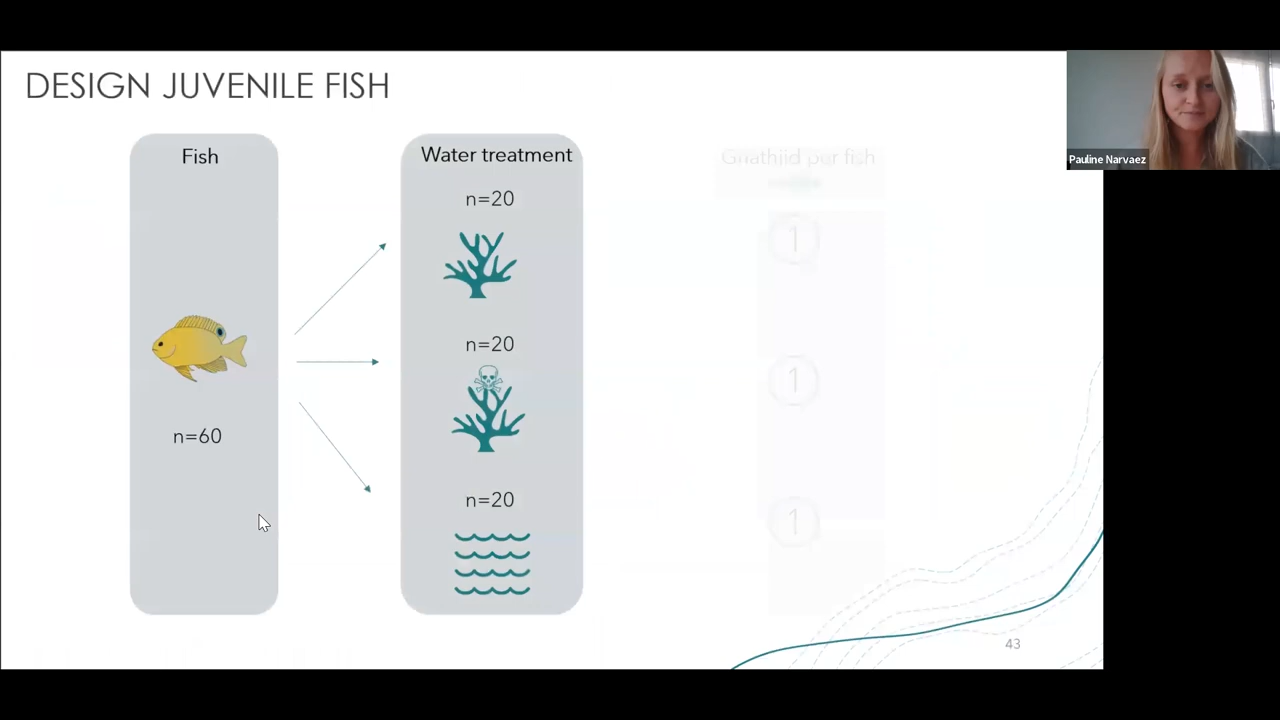 DESIGN JUVENILE FISH
Fish
n=60
Water treatment
n=20
n=20
n=20
Gnathiid per fish
1
1
1
Pauline Narvaez
43